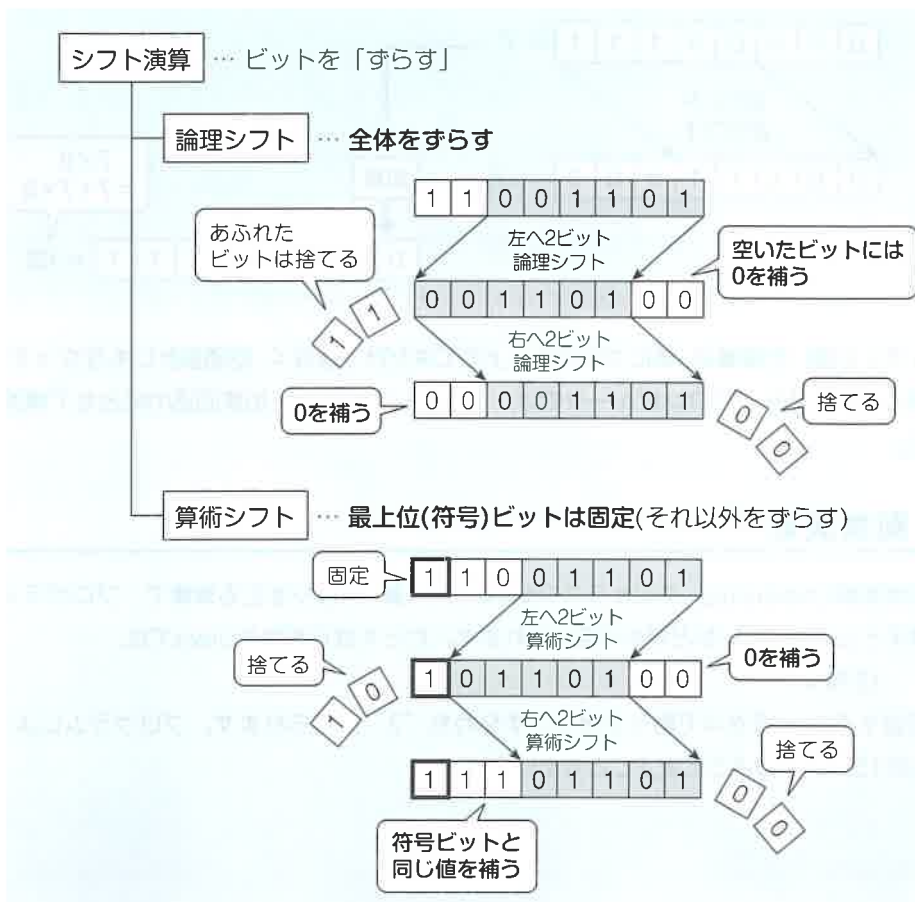 シフト演算 … ビットを「ずらす」
論理シフト … 全体をずらす
1 1 0 0 1 1 0 1
あふれた
ビットは捨てる
左へ2ビット
論理シフト
空いたビットには
0を補う
0 0 1 1 0 1 0 0
1 1
右へ2ビット
論理シフト
0を補う
0 0 0 0 1 1 0 1
0 0
捨てる
算術シフト … 最上位(符号)ビットは固定(それ以外をずらす)
固定
1 1 0 0 1 1 0 1
左へ2ビット
算術シフト
捨てる
0を補う
1 0 1 1 0 1 0 0
1 0
右へ2ビット
算術シフト
捨てる
1 1 1 0 1 1 0 1
0 0
符号ビットと
同じ値を補う